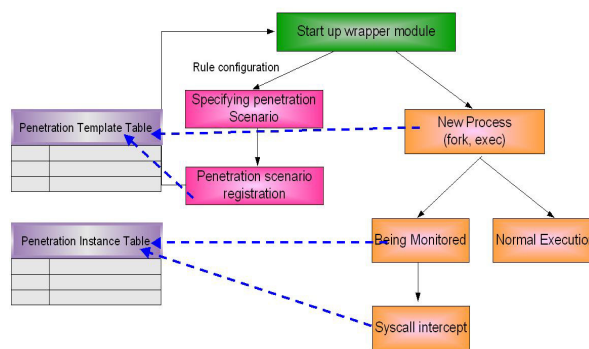 Start up wrapper module
Rule configuration
Specifying penetration
Scenario
Penetration Template Table
New Process
(fork, exec)
Penetration scenario
registration
Penetration Instance Table
Being Monitored
Normal Execution
Syscall intercept